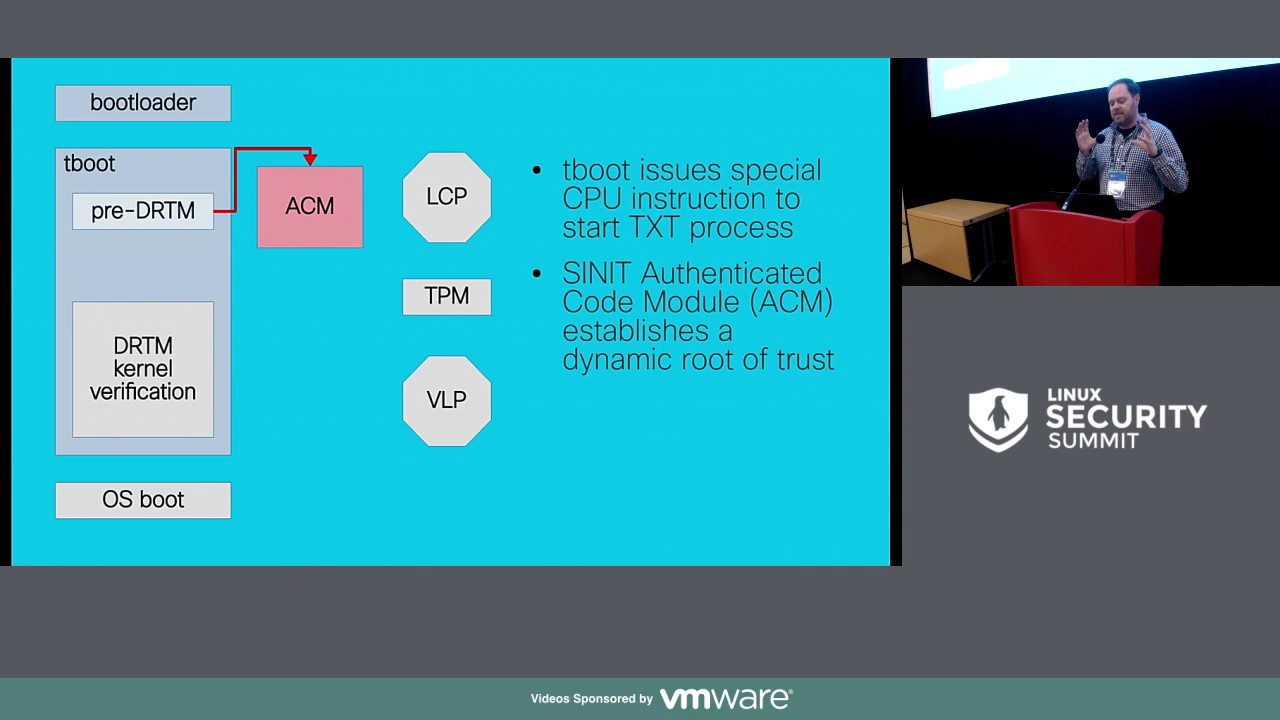 bootloader
tboot
pre-DRTM
ACM
LCP
TPM
DRTM
kernel
verification
VLP
OS boot
• tboot issues special
CPU instruction to
start TXT process
• SINIT Authenticated
Code Module (ACM)
establishes a
dynamic root of trust
LINUX
SECURITY
SUMMIT
Videos Sponsored by vmware®